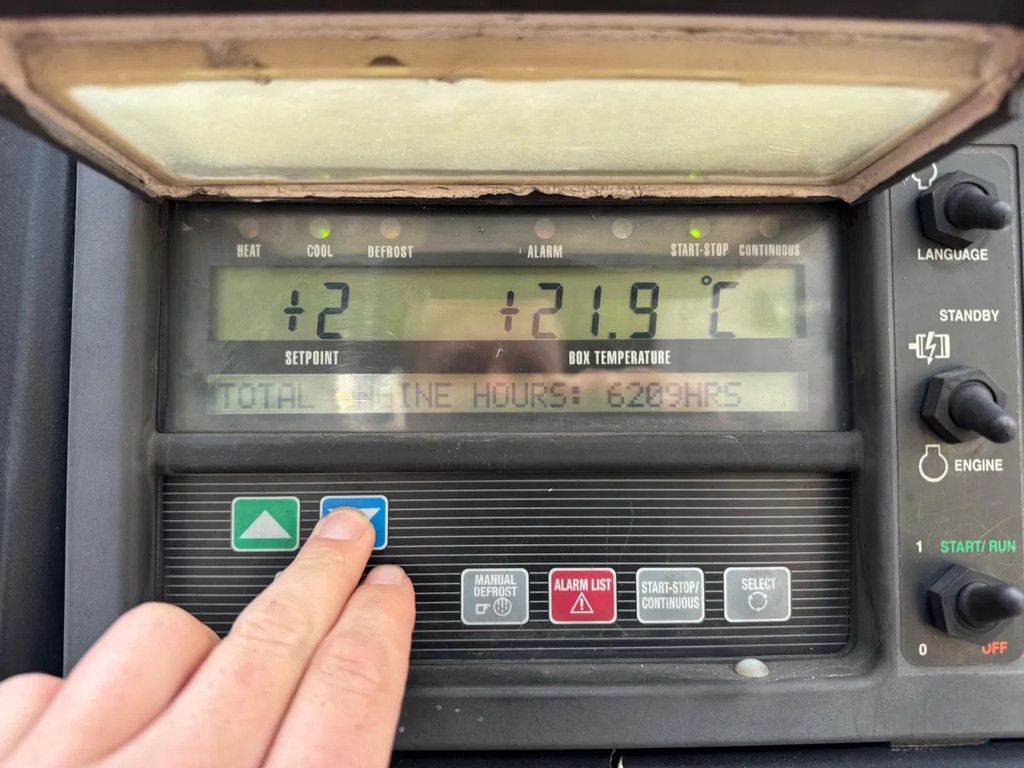 HEAT COOL DEFROST ALARM START-STOP CONTINUOUS
+2 +21.9 °C
SETPOINT BOX TEMPERATURE
TOTAL ENGINE HOURS: 6209HRS
MANUAL DEFROST
ALARM LIST
START-STOP/ CONTINUOUS
SELECT
LANGUAGE
STANDBY
ENGINE
1 START/RUN
0 OFF